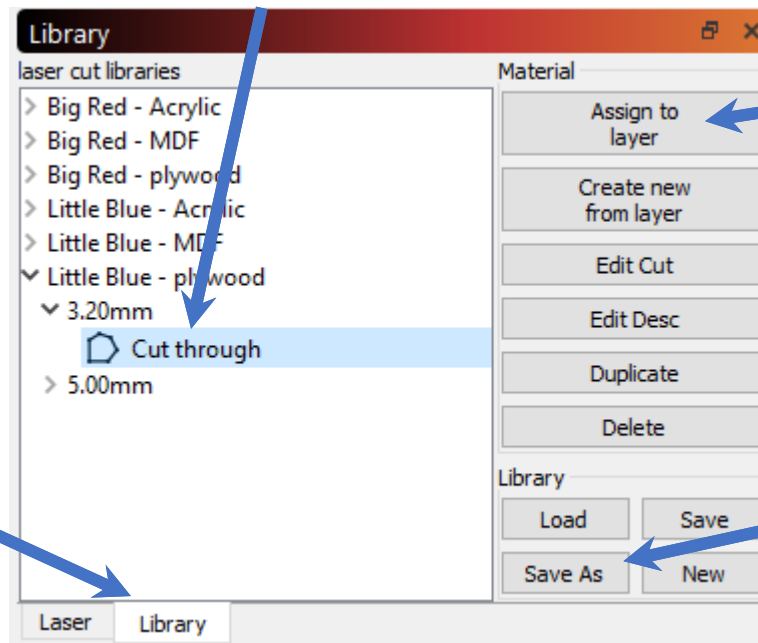 Library
laser cut libraries
Material
Big Red - Acrylic
Big Red - MDF
Big Red - plywood
Little Blue - Acrylic
Little Blue - MDF
Little Blue - plywood
3.20mm
Cut through
5.00mm
Assign to
layer
Create new
from layer
Edit Cut
Edit Desc
Duplicate
Delete
Library
Load
Save
Save As
New
Laser
Library